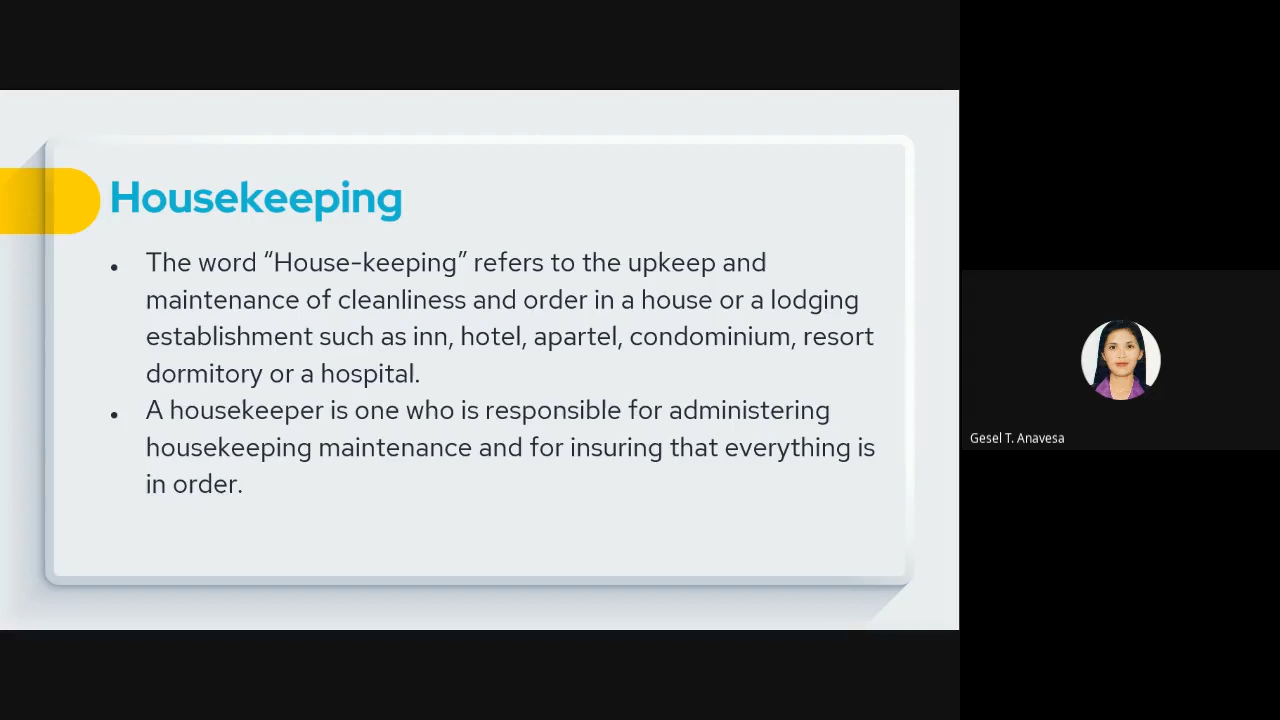 Housekeeping
• The word “House-keeping” refers to the upkeep and
maintenance of cleanliness and order in a house or a lodging
establishment such as inn, hotel, apartel, condominium, resort
dormitory or a hospital.
• A housekeeper is one who is responsible for administering
housekeeping maintenance and for insuring that everything is
in order.
Gesel T. Anavesa